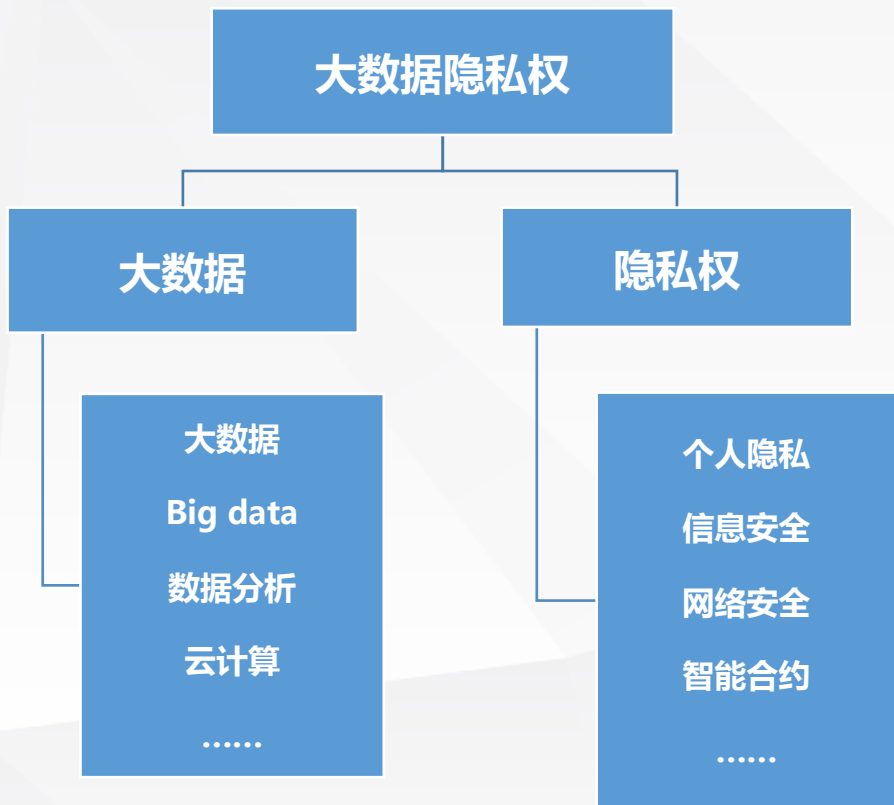 大数据隐私权
大数据
隐私权
大数据
Big data
数据分析
云计算
......
个人隐私
信息安全
网络安全
智能合约
......